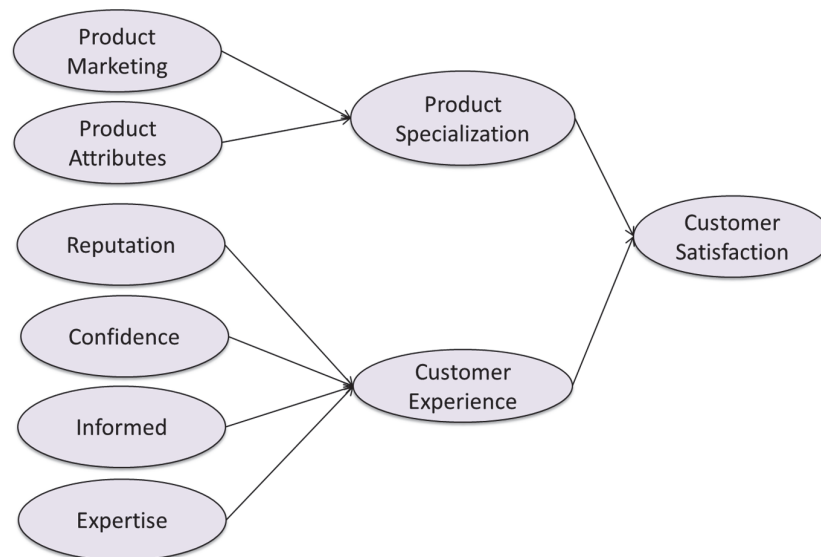 Product
Marketing
Product
Attributes
Reputation
Confidence
Informed
Expertise
Product
Specialization
Customer
Experience
Customer
Satisfaction